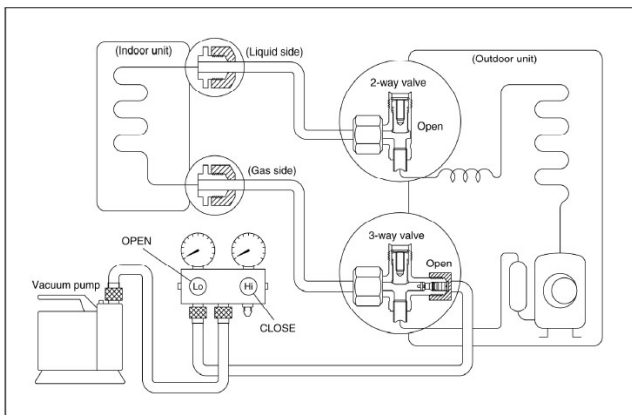 (Indoor unit)
(Liquid side)
(Outdoor unit)
2-way valve
Open
(Gas side)
3-way valve
Open
OPEN
Lo
Hi
Vacuum pump
CLOSE